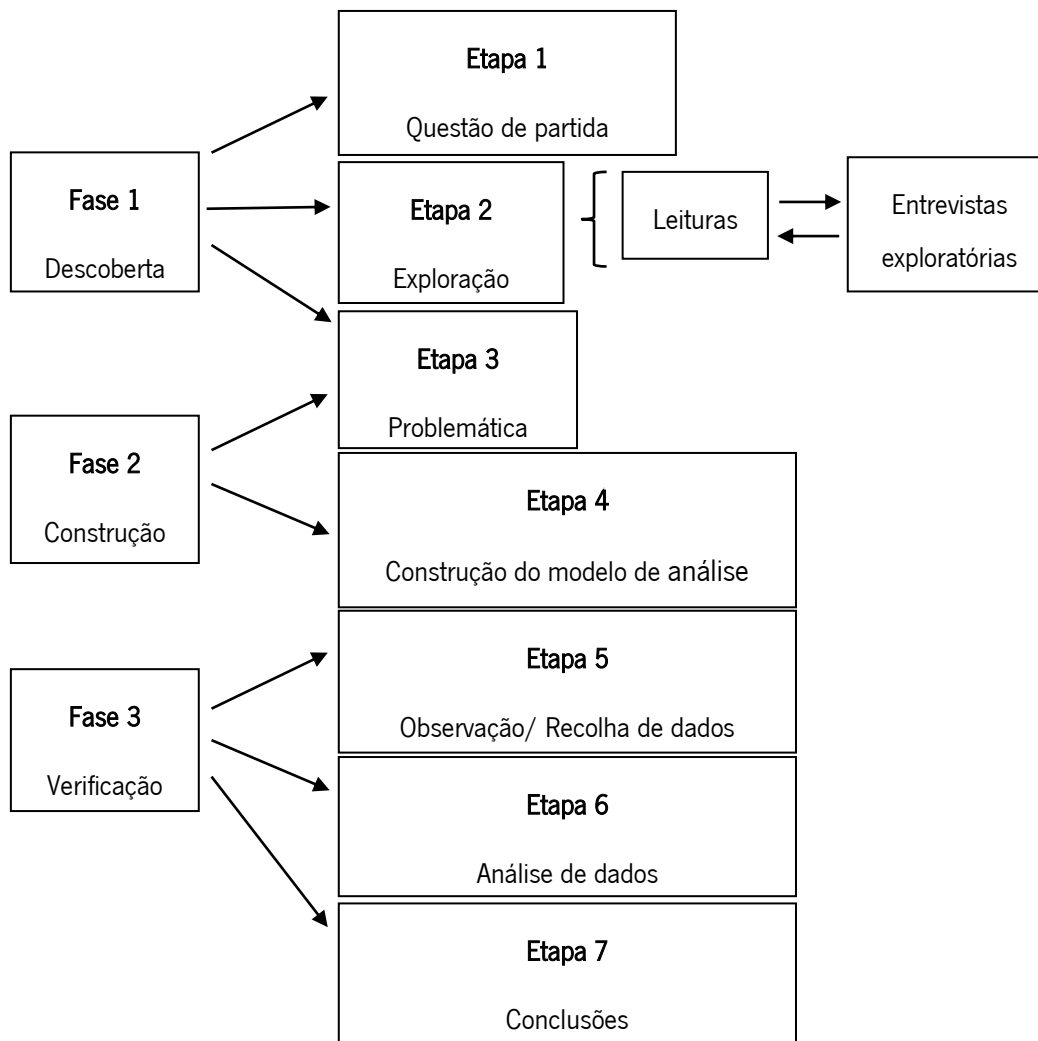 Etapa 1
Questão de partida
Fase 1
Descoberta
Etapa 2
Exploração
Leituras
Entrevistas
exploratórias
Etapa 3
Problemática
Fase 2
Construção
Etapa 4
Construção do modelo de análise
Fase 3
Verificação
Etapa 5
Observação/ Recolha de dados
Etapa 6
Análise de dados
Etapa 7
Conclusões